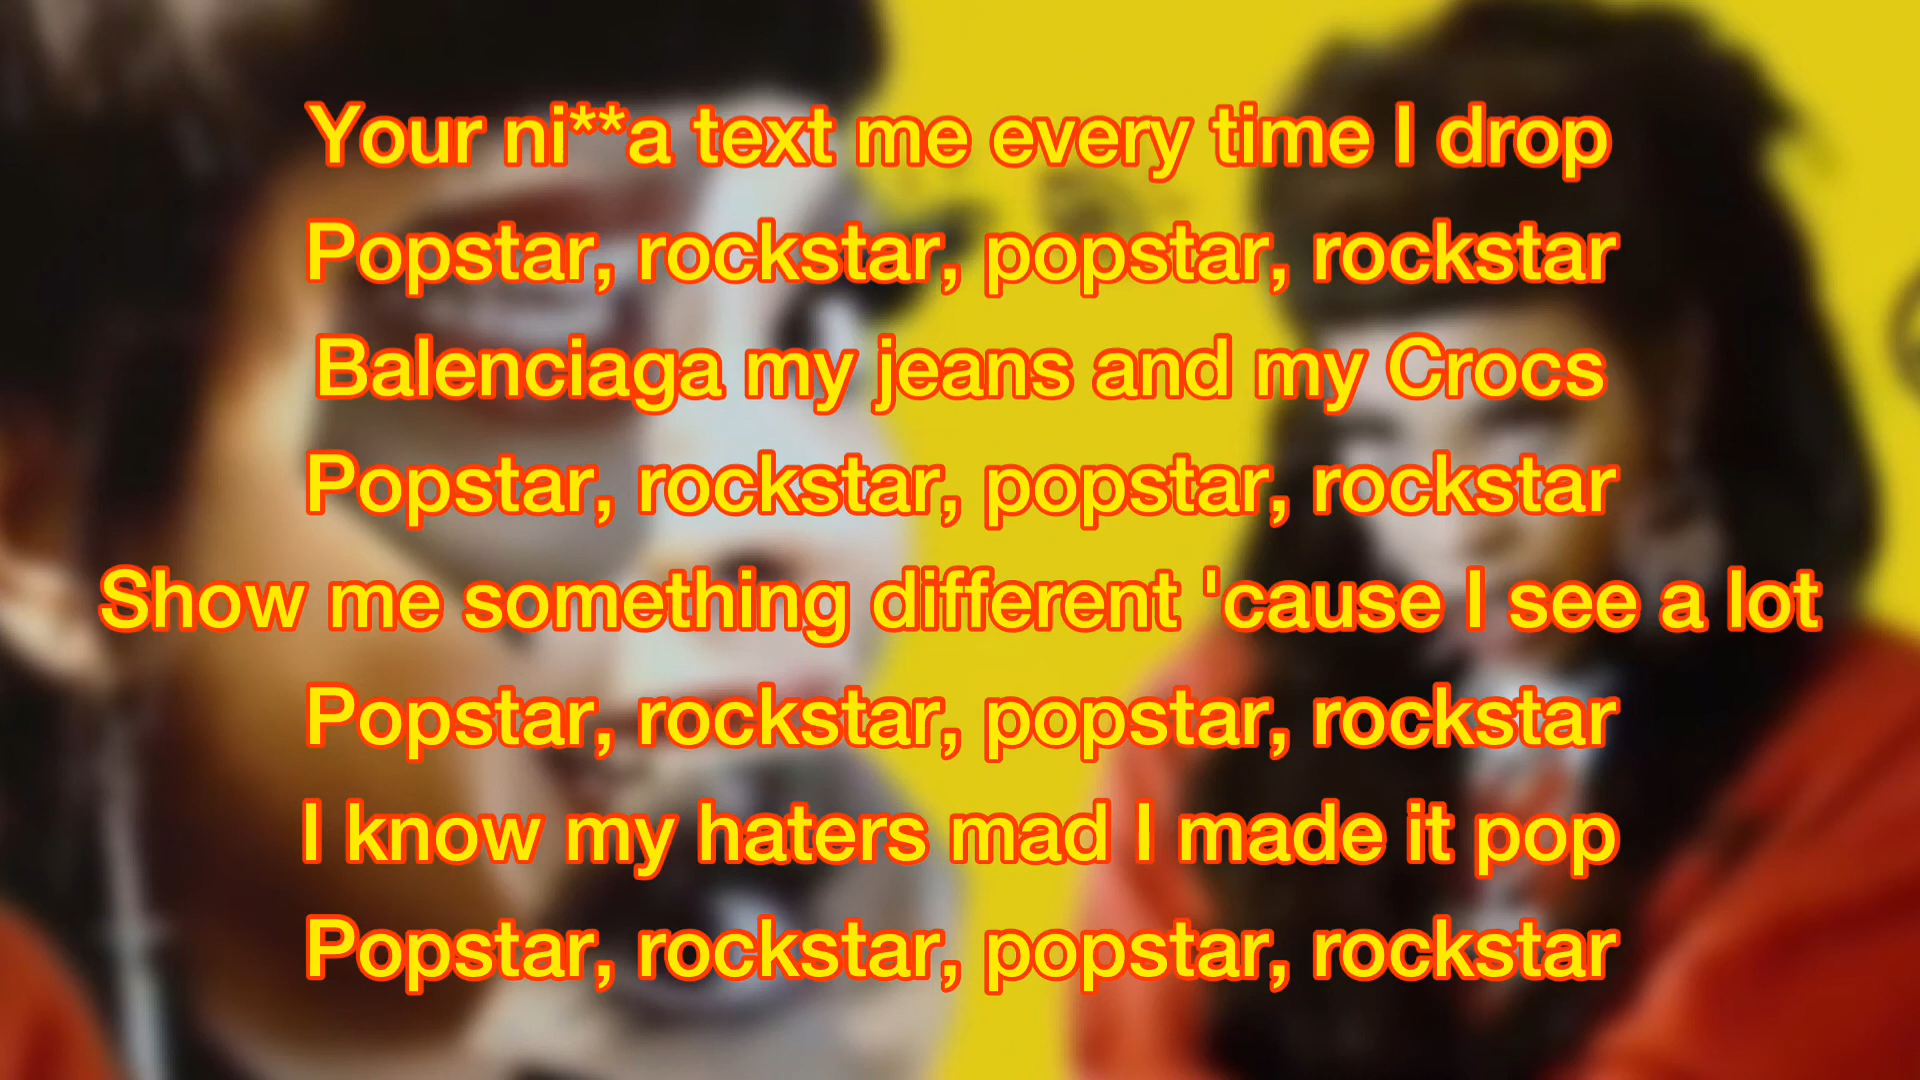 Your ni**a text me every time I drop
Popstar, rockstar, popstar, rockstar
Balenciaga my jeans and my Crocs
Popstar, rockstar, popstar, rockstar
Show me something different 'cause I see a lot
Popstar, rockstar, popstar, rockstar
I know my haters mad I made it pop
Popstar, rockstar, popstar, rockstar